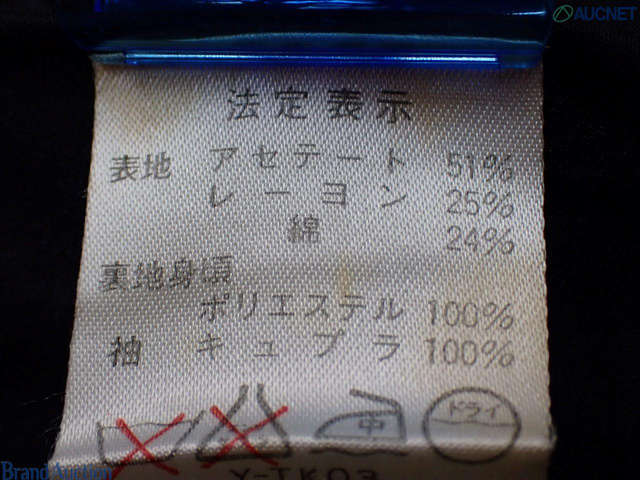 AUCNET
法定表示
表地 アセテート 51%
レーヨン 25%
綿 24%
裏地身頃
ポリエステル 100%
袖 キュプラ 100%
中 ドライ
Brand Auction